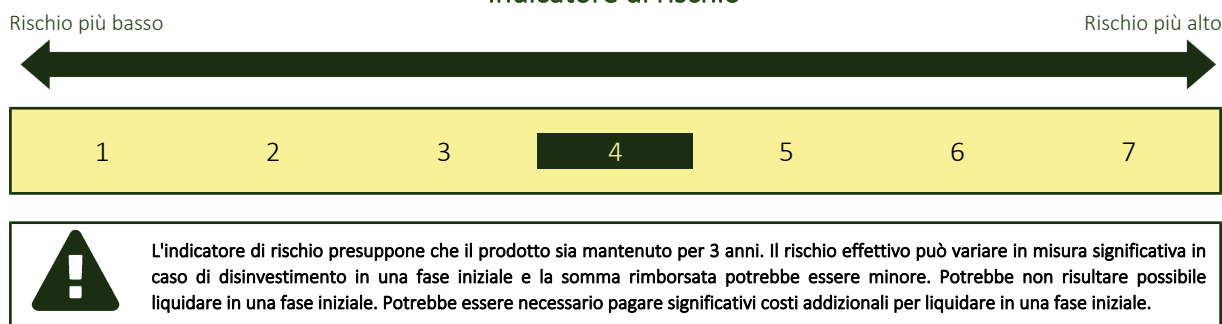 Indicatore di rischio
Rischio più basso
Rischio più alto
1 2 3 4 5 6 7
L'indicatore di rischio presuppone che il prodotto sia mantenuto per 3 anni. Il rischio effettivo può variare in misura significativa in
caso di disinvestimento in una fase iniziale e la somma rimborsata potrebbe essere minore. Potrebbe non risultare possibile
liquidare in una fase iniziale. Potrebbe essere necessario pagare significativi costi addizionali per liquidare in una fase iniziale.